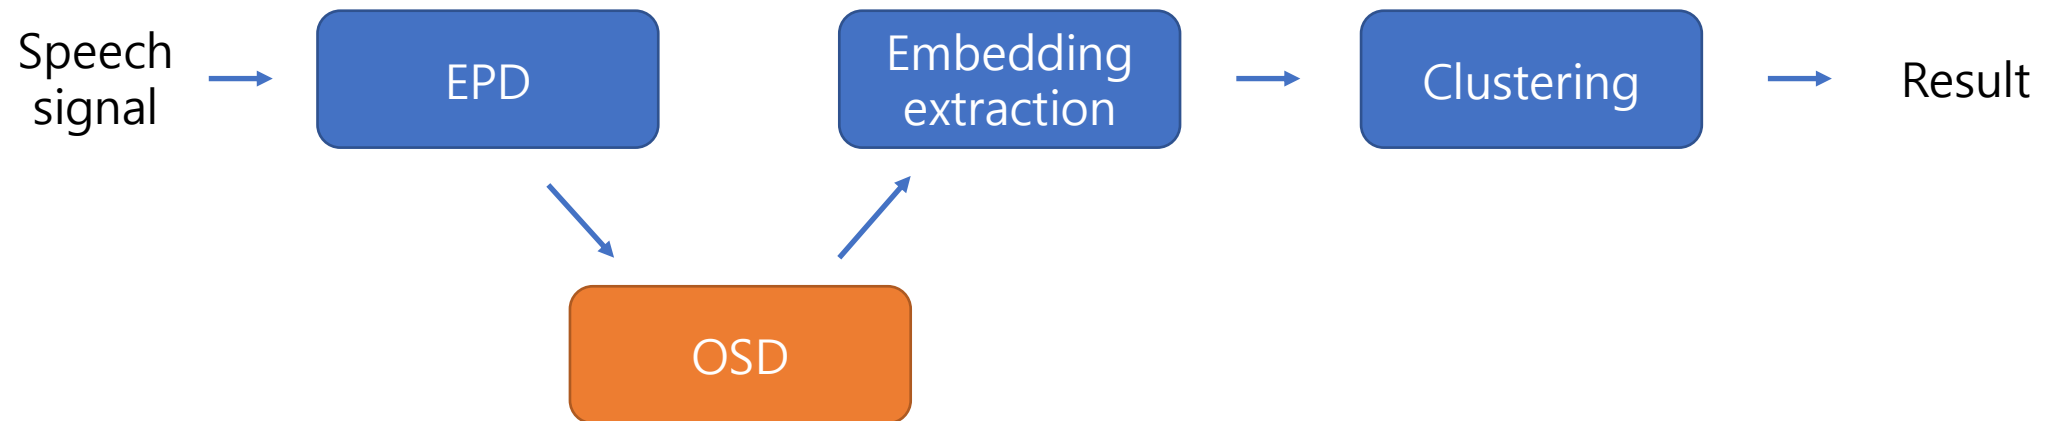 Speech
signal
EPD
Embedding
extraction
Clustering
Result
OSD